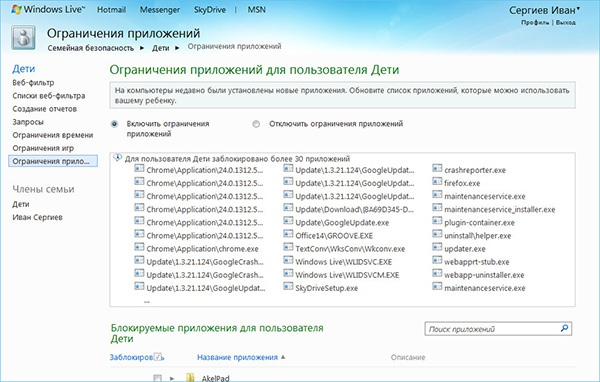 Windows Live™ Hotmail Messenger SkyDrive | MSN
Сергиев Иван
Профиль | Выход
Ограничения приложений
Семейная безопасность ► Дети ► Ограничения приложений
Дети
Веб-фильтр
Списки веб-фильтра
Создание отчетов
Запросы
Ограничения времени
Ограничения игр
Ограничения прило...
Члены семьи
Дети
Иван Сергиев
Ограничения приложений для пользователя Дети
На компьютеры недавно были установлены новые приложения. Обновите список приложений, которые можно использовать
вашему ребенку.
Включить ограничения
приложений
Отключить ограничения приложений
Для пользователя Дети заблокировано более 30 приложений
Chrome\Application\24.0.1312.5... Update\1.3.21.124\GoogleUpdat... crashreporter.exe
Chrome\Application\24.0.1312.5... Update\1.3.21.124\GoogleUpdat... firefox.exe
Chrome\Application\24.0.1312.5... Update\1.3.21.124\GoogleUpdat... maintenanceservice.exe
Chrome\Application\24.0.1312.5... Update\Download\{8A69D345-D... maintenanceservice_installer.exe
Chrome\Application\24.0.1312.5... Update\GoogleUpdate.exe plugin-container.exe
Chrome\Application\24.0.1312.5... Office14\GROOVE.EXE uninstall\helper.exe
Chrome\Application\chrome.exe TextConv\WksConv\Wkconv.exe updater.exe
Update\1.3.21.124\GoogleCrash... Windows Live\WLIDSVC.EXE webapprt-stub.exe
Update\1.3.21.124\GoogleCrash... Windows Live\WLIDSVCM.EXE webapp-uninstaller.exe
Update\1.3.21.124\GoogleUpdat... SkyDriveSetup.exe maintenanceservice.exe
...
Блокируемые приложения для пользователя
Дети
Поиск приложений
Заблокиров Название приложения ▲ Описание
► AkelPad